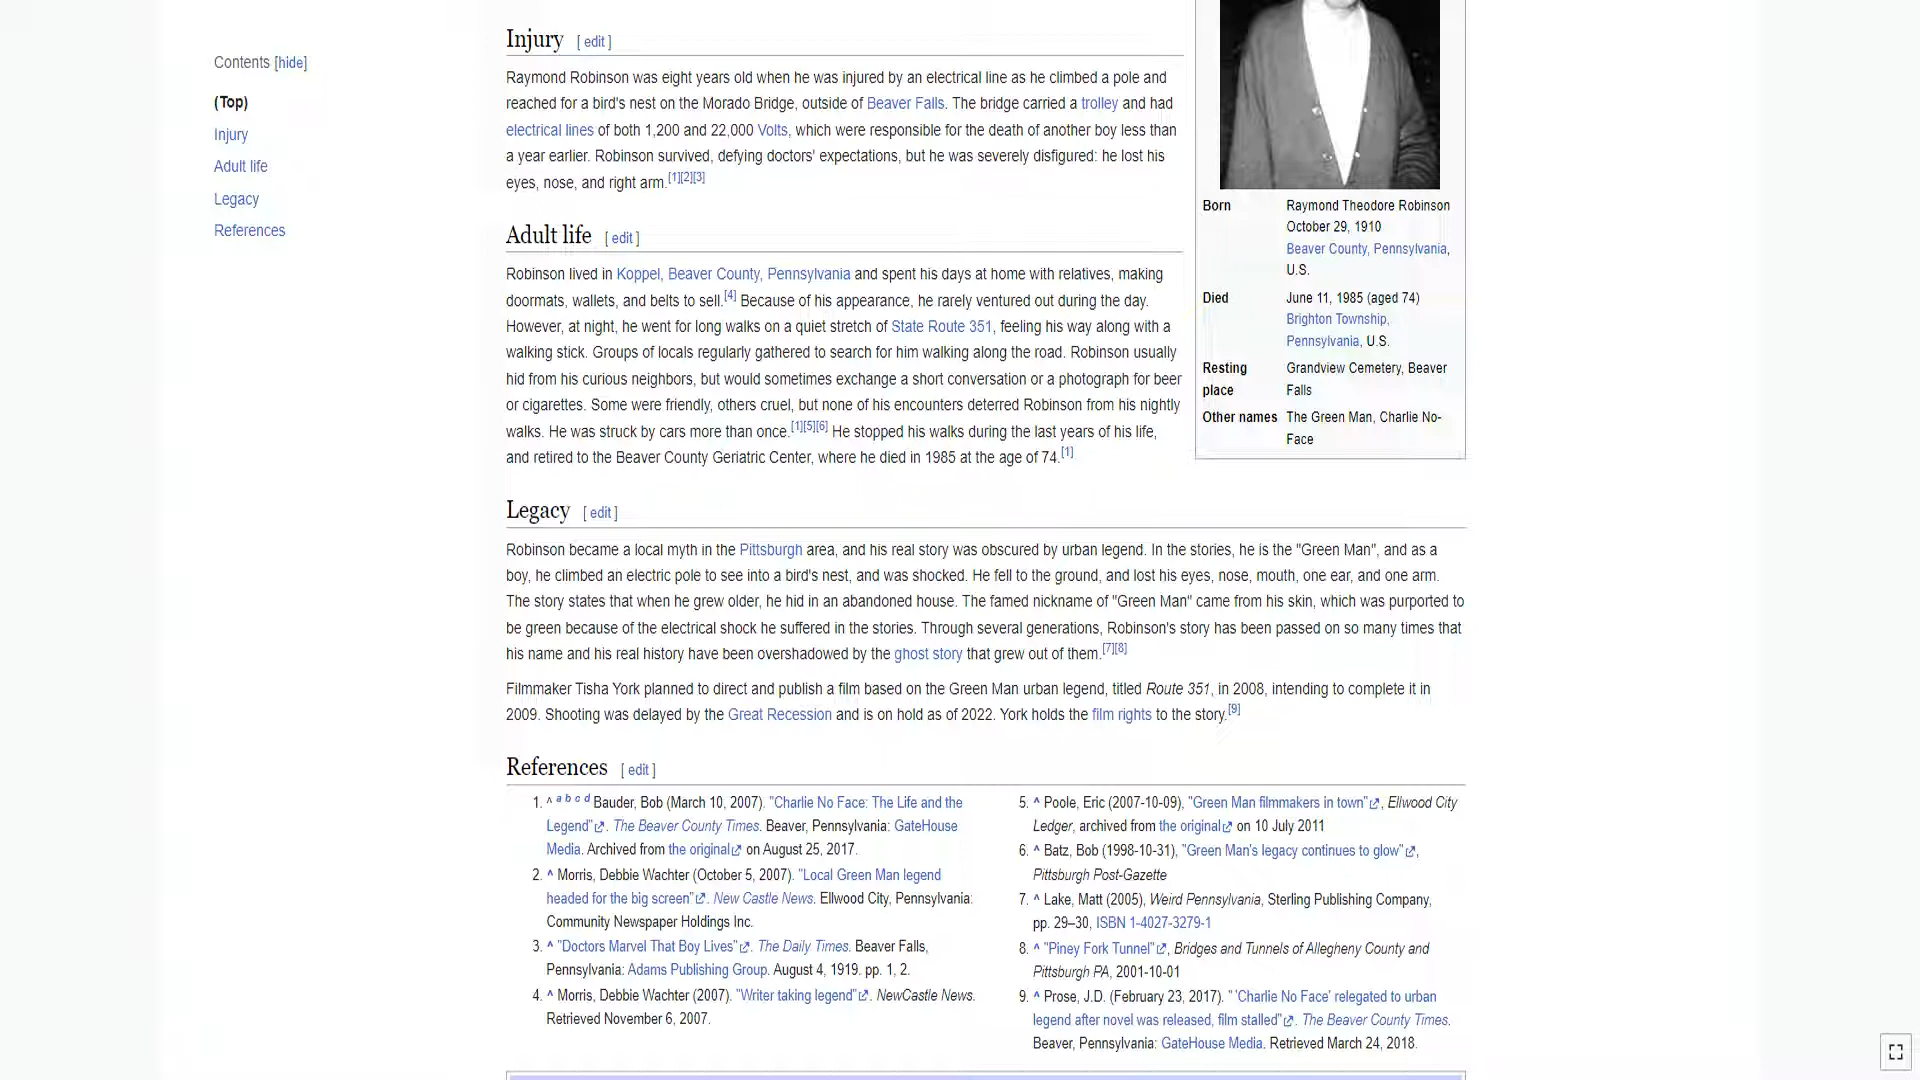 Contents [hide]
(Top)
Injury
Adult life
Legacy
References
Injury [ edit ]
Raymond Robinson was eight years old when he was injured by an electrical line as he climbed a pole and
reached for a bird's nest on the Morado Bridge, outside of Beaver Falls. The bridge carried a trolley and had
electrical lines of both 1,200 and 22,000 Volts, which were responsible for the death of another boy less than
a year earlier. Robinson survived, defying doctors' expectations, but he was severely disfigured: he lost his
eyes, nose, and right arm.[1][2][3]
Adult life [ edit ]
Robinson lived in Koppel, Beaver County, Pennsylvania and spent his days at home with relatives, making
doormats, wallets, and belts to sell.[4] Because of his appearance, he rarely ventured out during the day.
However, at night, he went for long walks on a quiet stretch of State Route 351, feeling his way along with a
walking stick. Groups of locals regularly gathered to search for him walking along the road. Robinson usually
hid from his curious neighbors, but would sometimes exchange a short conversation or a photograph for beer
or cigarettes. Some were friendly, others cruel, but none of his encounters deterred Robinson from his nightly
walks. He was struck by cars more than once.[1][5][6] He stopped his walks during the last years of his life,
and retired to the Beaver County Geriatric Center, where he died in 1985 at the age of 74.[1]
Born Raymond Theodore Robinson
October 29, 1910
Beaver County, Pennsylvania,
U.S.
Died June 11, 1985 (aged 74)
Brighton Township,
Pennsylvania, U.S.
Resting Grandview Cemetery, Beaver
place Falls
Other names The Green Man, Charlie No-
Face
Legacy [ edit ]
Robinson became a local myth in the Pittsburgh area, and his real story was obscured by urban legend. In the stories, he is the "Green Man", and as a
boy, he climbed an electric pole to see into a bird's nest, and was shocked. He fell to the ground, and lost his eyes, nose, mouth, one ear, and one arm.
The story states that when he grew older, he hid in an abandoned house. The famed nickname of "Green Man" came from his skin, which was purported to
be green because of the electrical shock he suffered in the stories. Through several generations, Robinson's story has been passed on so many times that
his name and his real history have been overshadowed by the ghost story that grew out of them.[7][8]
Filmmaker Tisha York planned to direct and publish a film based on the Green Man urban legend, titled Route 351, in 2008, intending to complete it in
2009. Shooting was delayed by the Great Recession and is on hold as of 2022. York holds the film rights to the story.[9]
References [ edit ]
1. ^ a b c d Bauder, Bob (March 10, 2007). "Charlie No Face: The Life and the
Legend". The Beaver County Times. Beaver, Pennsylvania: GateHouse
Media. Archived from the original on August 25, 2017.
2. ^ Morris, Debbie Wachter (October 5, 2007). "Local Green Man legend
headed for the big screen". New Castle News. Ellwood City, Pennsylvania:
Community Newspaper Holdings Inc.
3. ^ "Doctors Marvel That Boy Lives". The Daily Times. Beaver Falls,
Pennsylvania: Adams Publishing Group. August 4, 1919. pp. 1, 2.
4. ^ Morris, Debbie Wachter (2007). "Writer taking legend". NewCastle News.
Retrieved November 6, 2007.
5. ^ Poole, Eric (2007-10-09), "Green Man filmmakers in town", Ellwood City
Ledger, archived from the original on 10 July 2011
6. ^ Batz, Bob (1998-10-31), "Green Man's legacy continues to glow",
Pittsburgh Post-Gazette
7. ^ Lake, Matt (2005), Weird Pennsylvania, Sterling Publishing Company,
pp. 29–30, ISBN 1-4027-3279-1
8. ^ "Piney Fork Tunnel", Bridges and Tunnels of Allegheny County and
Pittsburgh PA, 2001-10-01
9. ^ Prose, J.D. (February 23, 2017). " 'Charlie No Face' relegated to urban
legend after novel was released, film stalled". The Beaver County Times.
Beaver, Pennsylvania: GateHouse Media. Retrieved March 24, 2018.